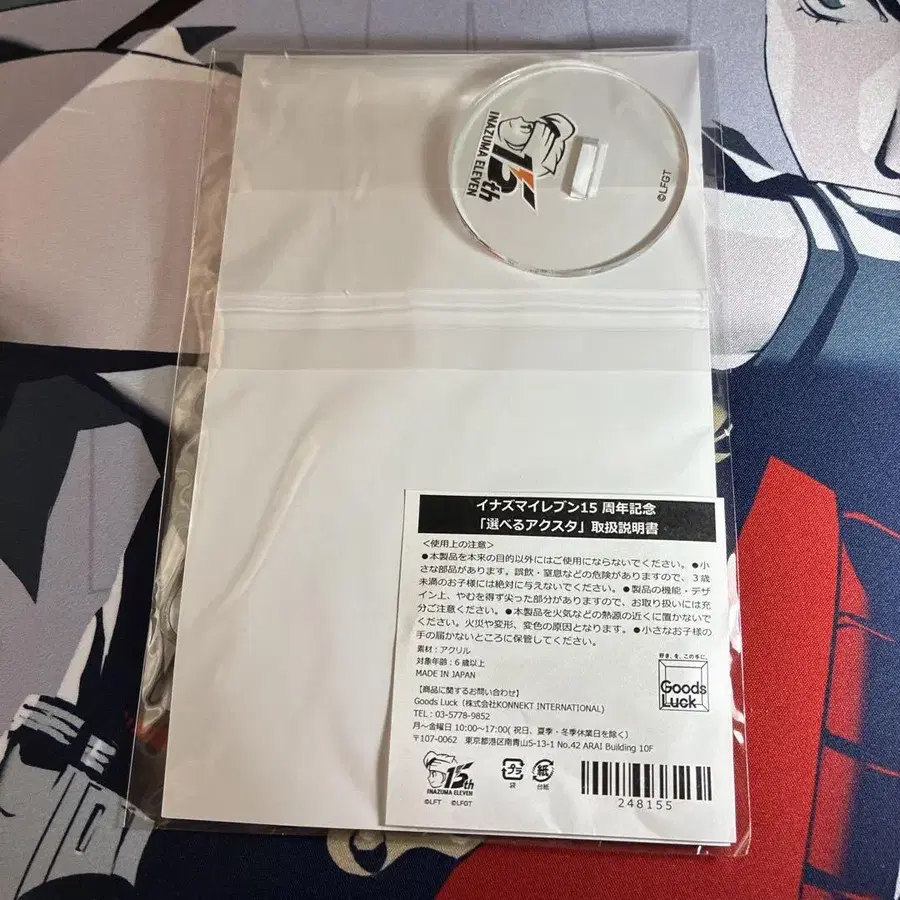 15th
INAZUMA ELEVEN
©LFGT
イナズマイレブン15 周年記念
「選べるアクスタ」取扱説明書
＜使用上の注意＞
●本製品を本来の目的以外にはご使用にならないでください。●小
さな部品があります。誤飲・窒息などの危険がありますので、３歳
未満のお子様には絶対に与えないでください。●製品の機能・デザ
イン上、やむを得ず尖った部分がありますので、お取り扱いには充
分ご注意ください。●本製品を火気などの熱源の近くに置かないで
ください。火災や変形、変色の原因となります。●小さなお子様の
手の届かないところに保管してください。
素材：アクリル
対象年齢：6 歳以上
MADE IN JAPAN
好き、を、この手に。
Goods
Luck
【商品に関するお問い合わせ】
Goods Luck（株式会社KONNEKT INTERNATIONAL）
TEL：03-5778-9852
月～金曜日 10:00～17:00( 祝日、夏季・冬季休業日を除く)
〒107-0062　東京都港区南青山5-13-1 No.42 ARAI Building 10F
15th
INAZUMA ELEVEN
©LFT ©LFGT
プラ
袋
紙
台紙
248155